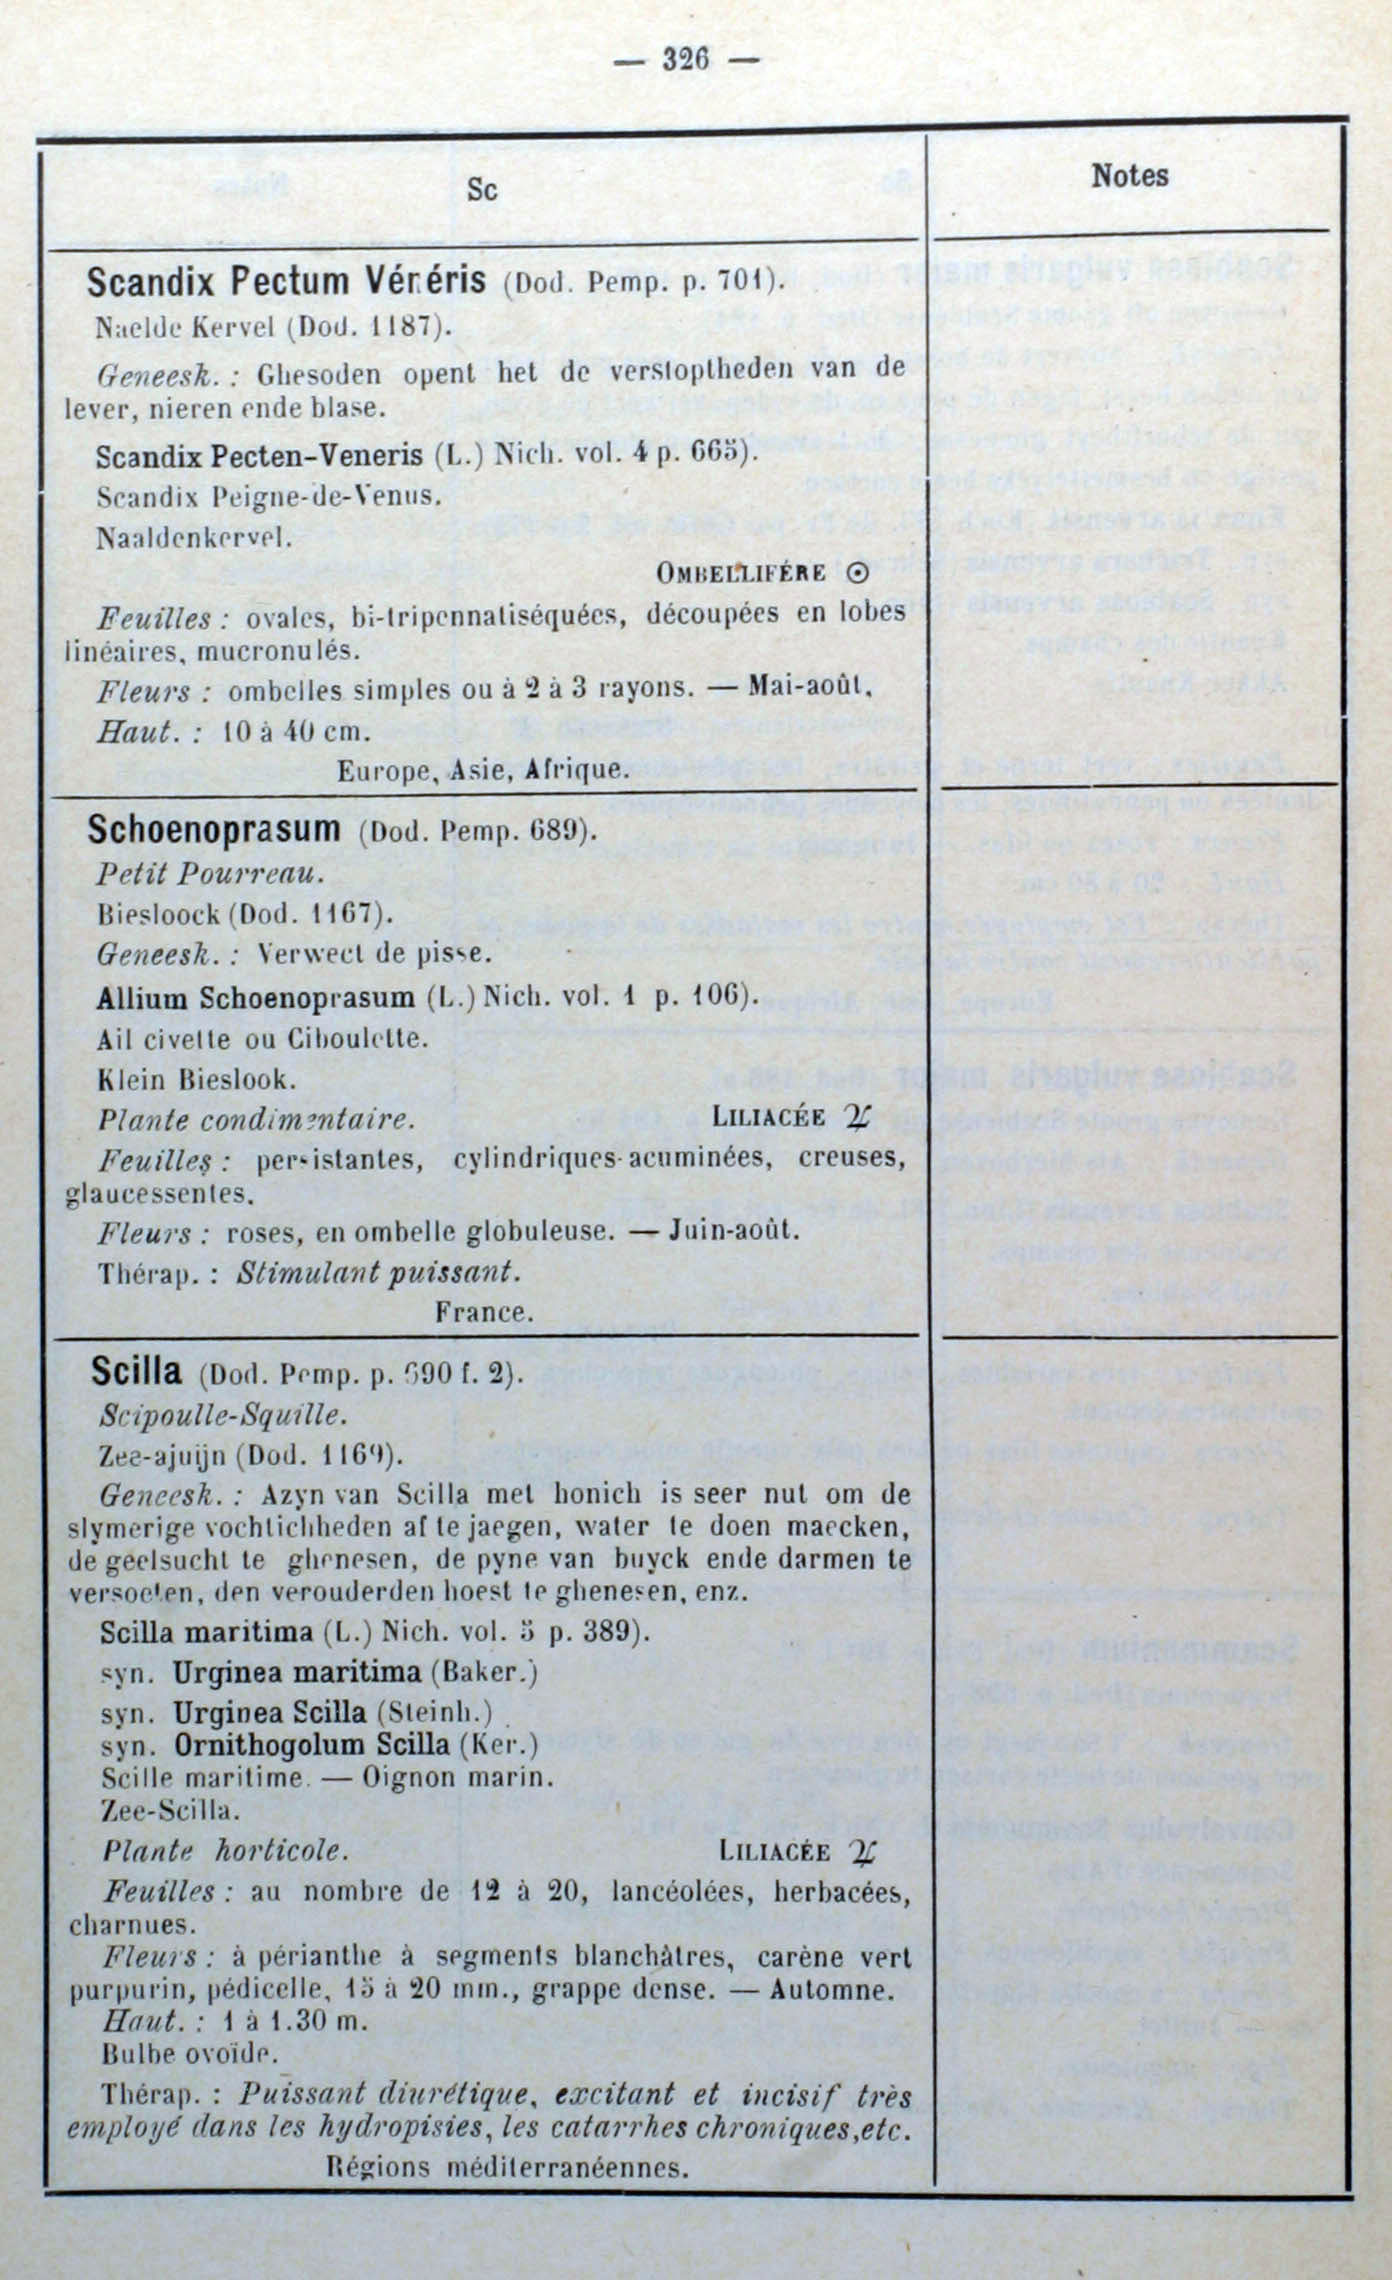 — 326 —
Sc
Notes
Scandix Pectum Vénéris (Dod. Pemp. p. 701).
Naelde Kervel (Dod. 1187).
Geneesk. : Ghesoden opent het de verstoptheden van de
lever, nieren ende blase.
Scandix Pecten-Veneris (L.) Nich. vol. 4 p. 665).
Scandix Peigne-de-Venus.
Naaldenkervel.
OMBELLIFÉRE ☉
Feuilles : ovales, bi-tripennatiséquées, découpées en lobes
linéaires, mucronulés.
Fleurs : ombelles simples ou à 2 à 3 rayons. — Mai-août.
Haut. : 10 à 40 cm.
Europe, Asie, Afrique.
Schoenoprasum (Dod. Pemp. 689).
Petit Pourreau.
Biesloock (Dod. 1167).
Geneesk. : Verwect de pisse.
Allium Schoenoprasum (L.) Nich. vol. 1 p. 106).
Ail civette ou Ciboulette.
Klein Bieslook.
Plante condimentaire. LILIACÉE ♃
Feuilles : persistantes, cylindriques-acuminées, creuses,
glaucessentes.
Fleurs : roses, en ombelle globuleuse. — Juin-août.
Thérap. : Stimulant puissant.
France.
Scilla (Dod. Pemp. p. 690 f. 2).
Scipoulle-Squille.
Zee-ajuijn (Dod. 1169).
Geneesk. : Azyn van Scilla met honich is seer nut om de
slymerige vochtichheden af te jaegen, water te doen maecken,
de geelsucht te ghenesen, de pyne van buyck ende darmen te
versoeten, den verouderden hoest te ghenesen, enz.
Scilla maritima (L.) Nich. vol. 5 p. 389).
syn. Urginea maritima (Baker.)
syn. Urginea Scilla (Steinh.)
syn. Ornithogolum Scilla (Ker.)
Scille maritime. — Oignon marin.
Zee-Scilla.
Plante horticole. LILIACÉE ♃
Feuilles : au nombre de 12 à 20, lancéolées, herbacées,
charnues.
Fleurs : à périanthe à segments blanchâtres, carène vert
purpurin, pédicelle, 15 à 20 mm., grappe dense. — Automne.
Haut. : 1 à 1.30 m.
Bulbe ovoïde.
Thérap. : Puissant diurétique, excitant et incisif très
employé dans les hydropisies, les catarrhes chroniques,etc.
Régions méditerranéennes.